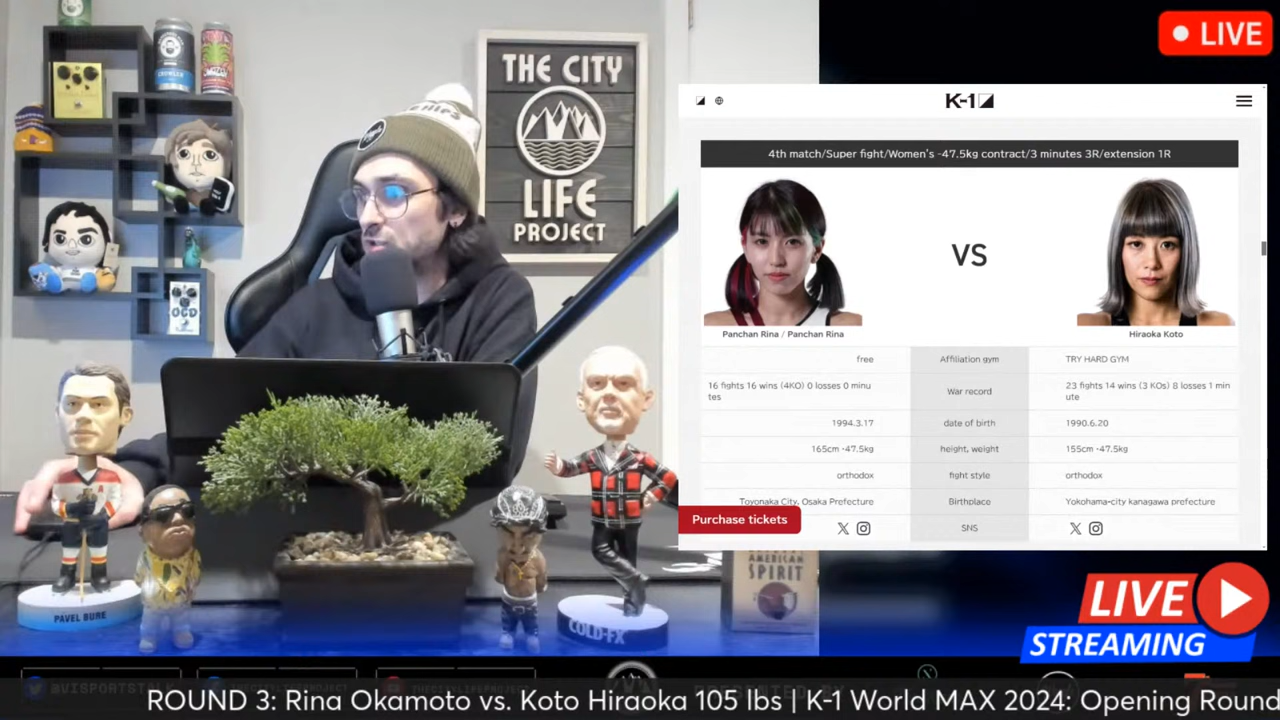 LIVE
THE CITY
LIFE
PROJECT
K-1
4th match/Super fight/Women's -47.5kg contract/3 minutes 3R/extension 1R
VS
Panchan Rina / Panchan Rina
Hiraoka Koto
free
Affiliation gym
TRY HARD GYM
16 fights 16 wins (4KO) 0 losses 0 minu
tes
War record
23 fights 14 wins (3 KOs) 8 losses 1 min
ute
1994.3.17
date of birth
1990.6.20
165cm -47.5kg
height, weight
155cm -47.5kg
orthodox
fight style
orthodox
Toyonaka City, Osaka Prefecture
Birthplace
Yokohama-city kanagawa prefecture
SNS
Purchase tickets
OCD
A
PAVEL BURE
COLD-FX
AMERICAN
SPIRIT
LIVE
STREAMING
@VISPORTSTALK
ROUND 3: Rina Okamoto vs. Koto Hiraoka 105 lbs | K-1 World MAX 2024: Opening Round